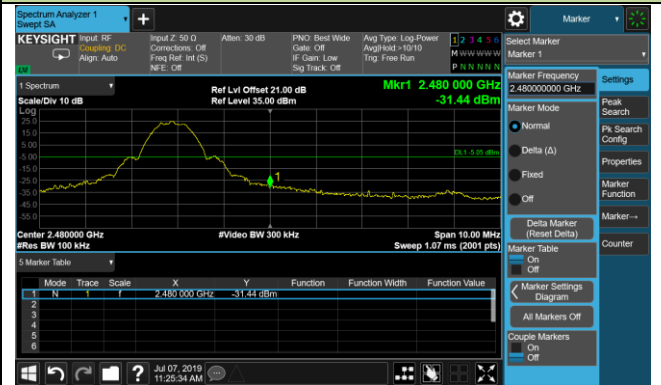 Spectrum Analyzer 1
Swept SA
+
Marker
KEYSIGHT
Input: RF
Coupling: DC
Align: Auto
Input Z: 50 Ω
Corrections: Off
Freq Ref: Int (S)
NFE: Off
Atten: 30 dB
PNO: Best Wide
Gate: Off
IF Gain: Low
Sig Track: Off
Avg Type: Log-Power
Avg|Hold:>10/10
Trig: Free Run
1 2 3 4 5 6
M W W W W W
P N N N N N
LW
1 Spectrum
Scale/Div 10 dB
Ref Lvl Offset 21.00 dB
Ref Level 35.00 dBm
Mkr1 2.480 000 GHz
-31.44 dBm
Log
25.0
15.0
5.00
-5.00
-15.0
-25.0
-35.0
-45.0
-55.0
DL1 -5.05 dBm
1
Center 2.480000 GHz
#Res BW 100 kHz
#Video BW 300 kHz
Span 10.00 MHz
Sweep 1.07 ms (2001 pts)
5 Marker Table
Mode Trace Scale X Y Function Function Width Function Value
1 N 1 f 2.480 000 GHz -31.44 dBm
2
3
4
5
6
Jul 07, 2019
11:25:34 AM
Select Marker
Marker 1
Marker Frequency
2.480000000 GHz
Marker Mode
Normal
Delta (Δ)
Fixed
Off
Delta Marker
(Reset Delta)
Marker Table
On
Off
Marker Settings
Diagram
All Markers Off
Couple Markers
On
Off
Settings
Peak
Search
Pk Search
Config
Properties
Marker
Function
Marker→
Counter
?